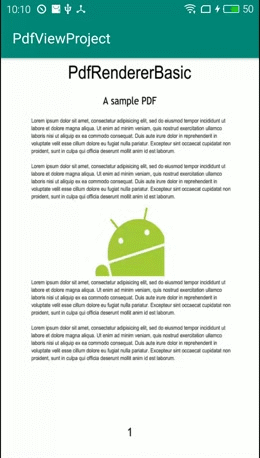 10:10
50
PdfViewProject
PdfRendererBasic
A sample PDF
Lorem ipsum dolor sit amet, consectetur adipisicing elit, sed do eiusmod tempor incididunt ut
labore et dolore magna aliqua. Ut enim ad minim veniam, quis nostrud exercitation ullamco
laboris nisi ut aliquip ex ea commodo consequat. Duis aute irure dolor in reprehenderit in
voluptate velit esse cillum dolore eu fugiat nulla pariatur. Excepteur sint occaecat cupidatat non
proident, sunt in culpa qui officia deserunt mollit anim id est laborum.
Lorem ipsum dolor sit amet, consectetur adipisicing elit, sed do eiusmod tempor incididunt ut
labore et dolore magna aliqua. Ut enim ad minim veniam, quis nostrud exercitation ullamco
laboris nisi ut aliquip ex ea commodo consequat. Duis aute irure dolor in reprehenderit in
voluptate velit esse cillum dolore eu fugiat nulla pariatur. Excepteur sint occaecat cupidatat non
proident, sunt in culpa qui officia deserunt mollit anim id est laborum.
Lorem ipsum dolor sit amet, consectetur adipisicing elit, sed do eiusmod tempor incididunt ut
labore et dolore magna aliqua. Ut enim ad minim veniam, quis nostrud exercitation ullamco
laboris nisi ut aliquip ex ea commodo consequat. Duis aute irure dolor in reprehenderit in
voluptate velit esse cillum dolore eu fugiat nulla pariatur. Excepteur sint occaecat cupidatat non
proident, sunt in culpa qui officia deserunt mollit anim id est laborum.
Lorem ipsum dolor sit amet, consectetur adipisicing elit, sed do eiusmod tempor incididunt ut
labore et dolore magna aliqua. Ut enim ad minim veniam, quis nostrud exercitation ullamco
laboris nisi ut aliquip ex ea commodo consequat. Duis aute irure dolor in reprehenderit in
voluptate velit esse cillum dolore eu fugiat nulla pariatur. Excepteur sint occaecat cupidatat non
proident, sunt in culpa qui officia deserunt mollit anim id est laborum.
1